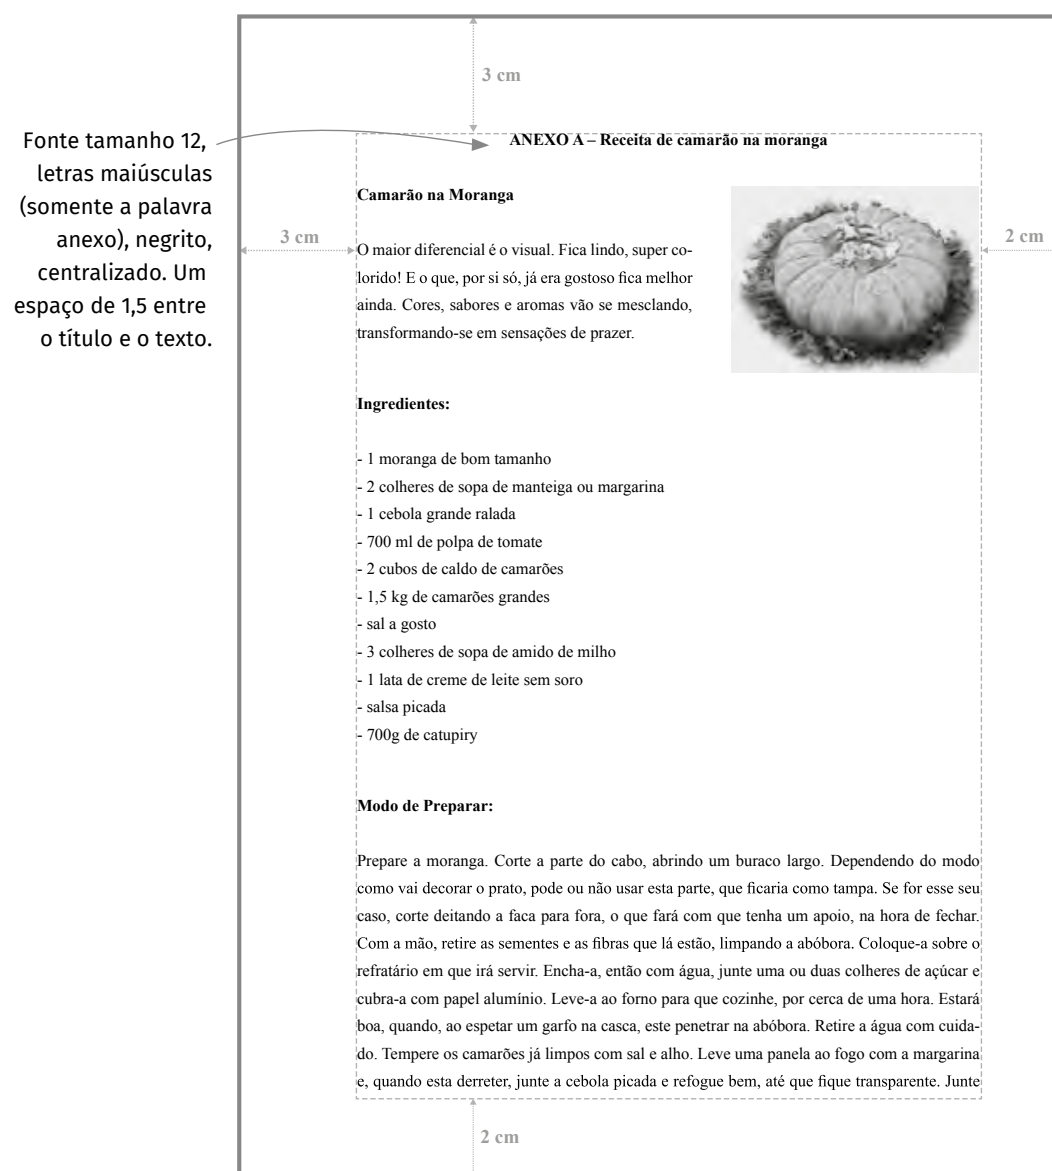 3 cm
Fonte tamanho 12,
letras maiúsculas
(somente a palavra
anexo), negrito,
centralizado. Um
espaço de 1,5 entre
o título e o texto.
ANEXO A – Receita de camarão na moranga
Camarão na Moranga
3 cm
2 cm
O maior diferencial é o visual. Fica lindo, super co-
lorido! E o que, por si só, já era gostoso fica melhor
ainda. Cores, sabores e aromas vão se mesclando,
transformando-se em sensações de prazer.
Ingredientes:
- 1 moranga de bom tamanho
- 2 colheres de sopa de manteiga ou margarina
- 1 cebola grande ralada
- 700 ml de polpa de tomate
- 2 cubos de caldo de camarões
- 1,5 kg de camarões grandes
- sal a gosto
- 3 colheres de sopa de amido de milho
- 1 lata de creme de leite sem soro
- salsa picada
- 700g de catupiry
Modo de Preparar:
Prepare a moranga. Corte a parte do cabo, abrindo um buraco largo. Dependendo do modo
como vai decorar o prato, pode ou não usar esta parte, que ficaria como tampa. Se for esse seu
caso, corte deitando a faca para fora, o que fará com que tenha um apoio, na hora de fechar.
Com a mão, retire as sementes e as fibras que lá estão, limpando a abóbora. Coloque-a sobre o
refratário em que irá servir. Encha-a, então com água, junte uma ou duas colheres de açúcar e
cubra-a com papel alumínio. Leve-a ao forno para que cozinhe, por cerca de uma hora. Estará
boa, quando, ao espetar um garfo na casca, este penetrar na abóbora. Retire a água com cuida-
do. Tempere os camarões já limpos com sal e alho. Leve uma panela ao fogo com a margarina
e, quando esta derreter, junte a cebola picada e refogue bem, até que fique transparente. Junte
2 cm